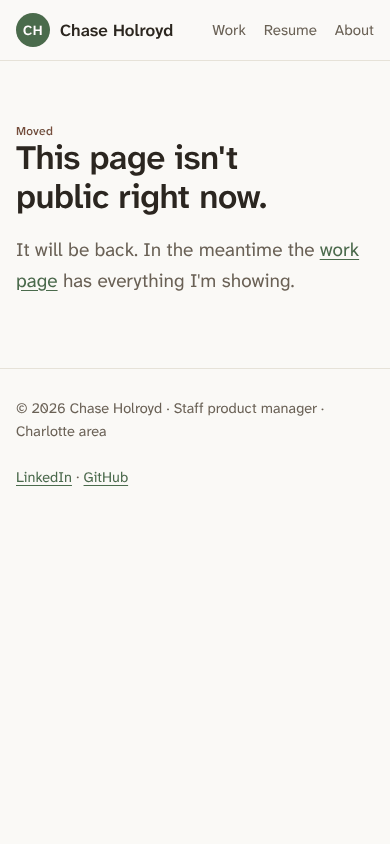 CH
Chase Holroyd
Work
Resume
About
Moved
This page isn't
public right now.
It will be back. In the meantime the work
page has everything I'm showing.
© 2026 Chase Holroyd · Staff product manager ·
Charlotte area
LinkedIn · GitHub